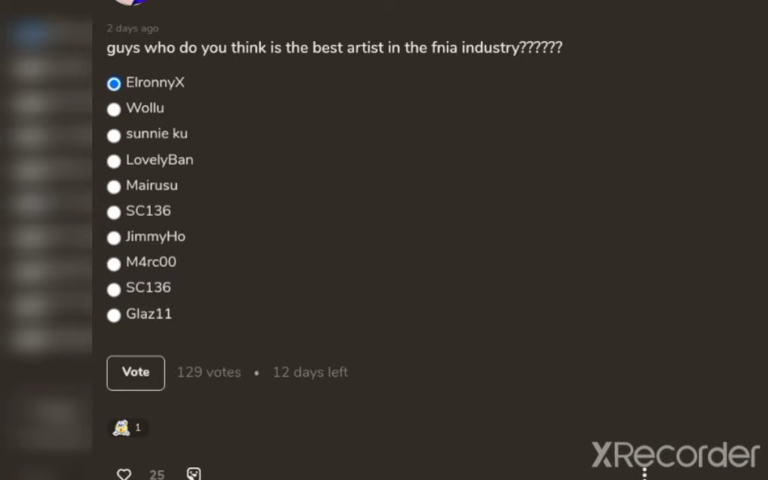 2 days ago
guys who do you think is the best artist in the fnia industry??????
ElronnyX
Wollu
sunnie ku
LovelyBan
Mairusu
SC136
JimmyHo
M4rc00
SC136
Glaz11
Vote 129 votes • 12 days left
1
25
XRecorder